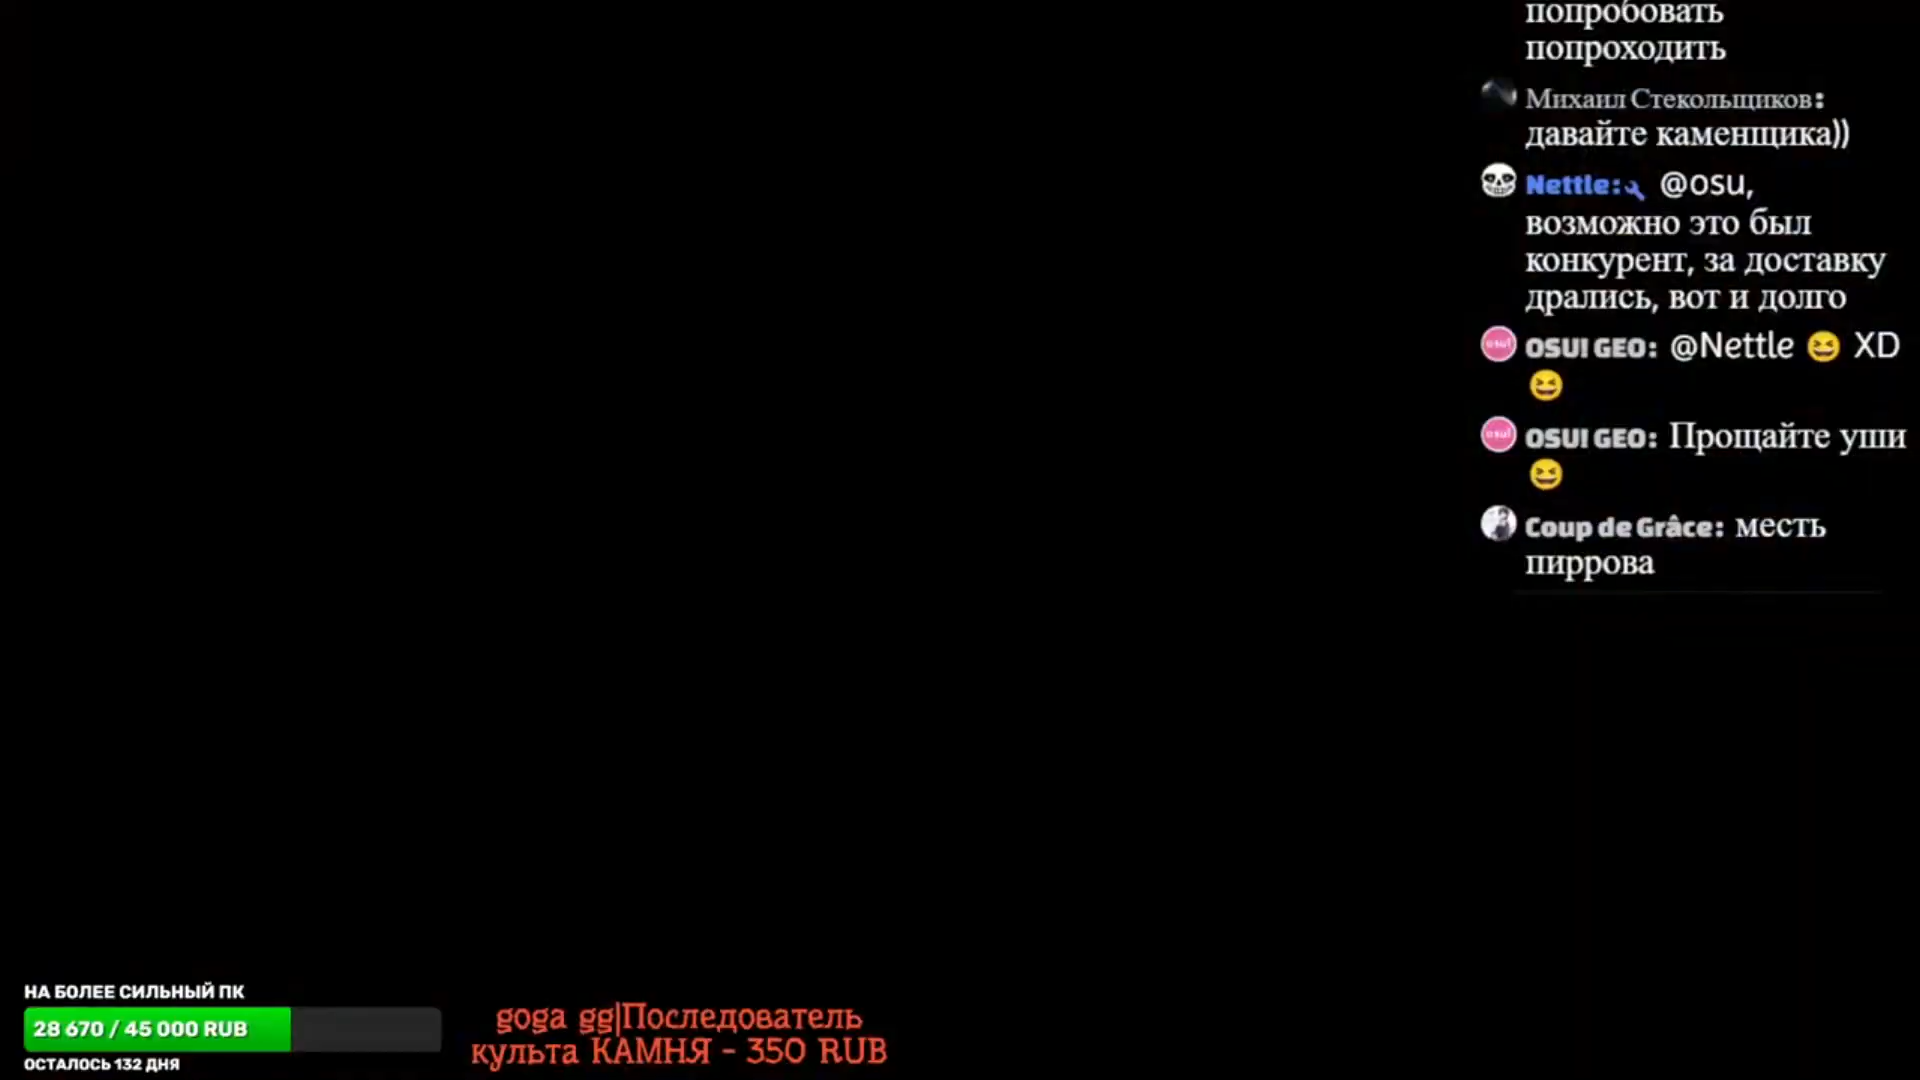 попробовать
попроходить
Михаил Стекольщиков:
давайте каменщика))
Nettle: @osu,
возможно это был
конкурент, за доставку
дрались, вот и долго
OSU! GEO: @Nettle 😆 XD
😆
OSU! GEO: Прощайте уши
😆
Coup de Grâce: месть
пиррова
НА БОЛЕЕ СИЛЬНЫЙ ПК
28 670 / 45 000 RUB
ОСТАЛОСЬ 132 ДНЯ
goga gg|Последователь
культа КАМНЯ - 350 RUB